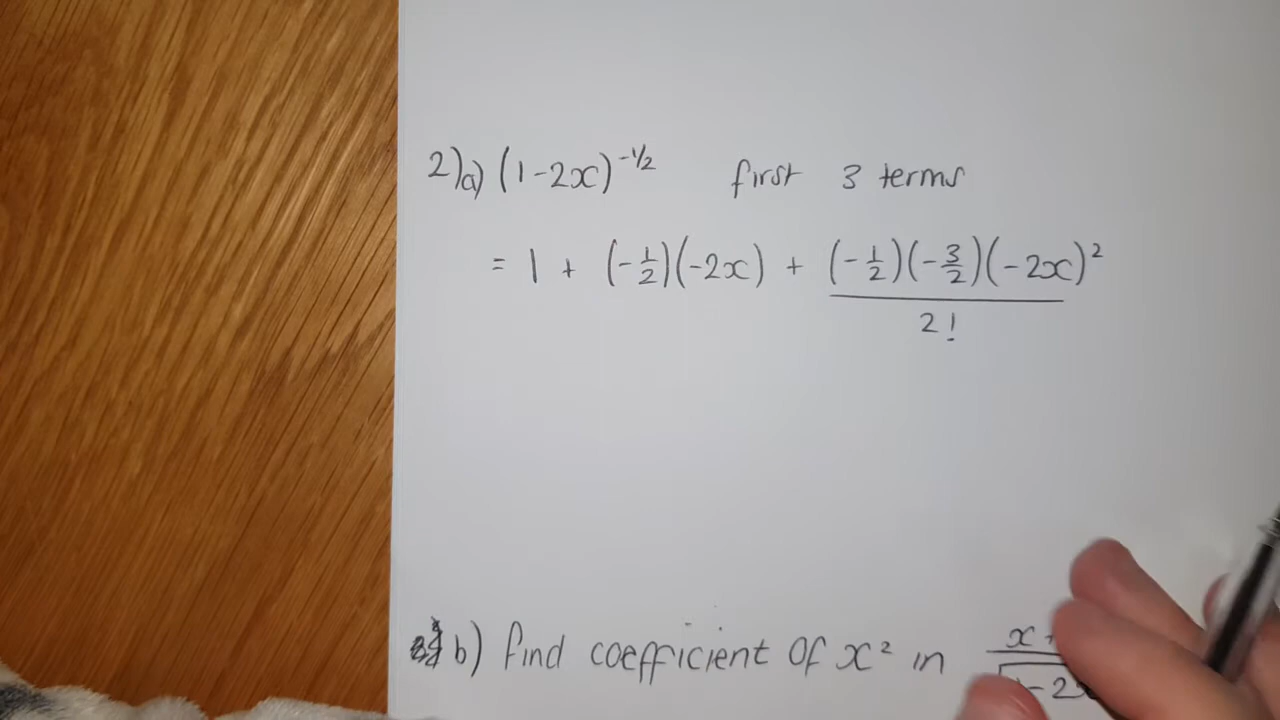 2)a) (1-2x)^-1/2 first 3 terms
= 1 + (-1/2)(-2x) + (-1/2)(-3/2)(-2x)²
2!
b) find coefficient of x² in